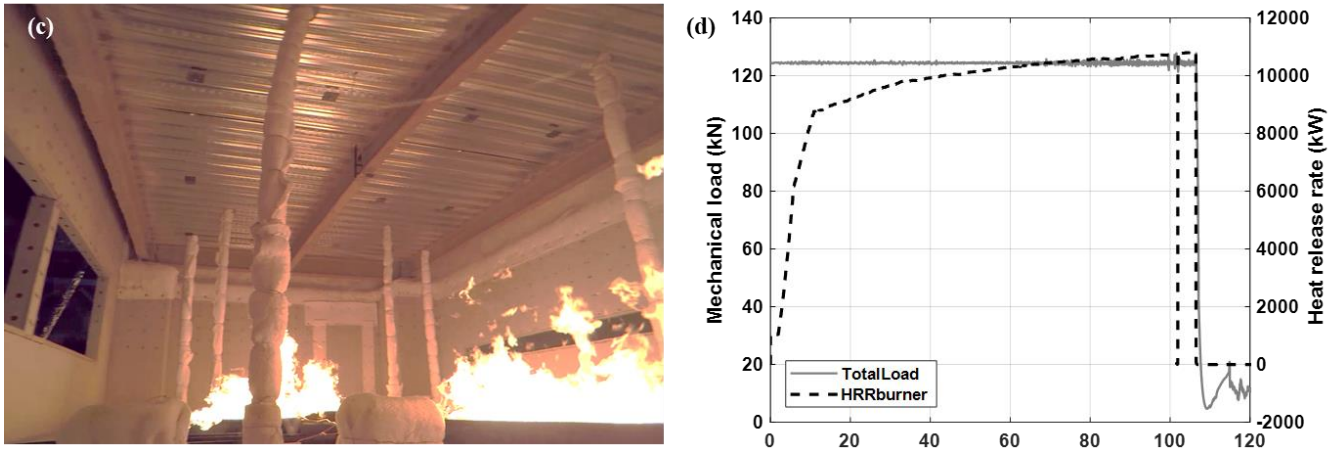 (c)
(d)
140
120
100
80
60
40
20
0
Mechanical load (kN)
12000
10000
8000
6000
4000
2000
0
-2000
Heat release rate (kW)
TotalLoad
HRRburner
0 20 40 60 80 100 120